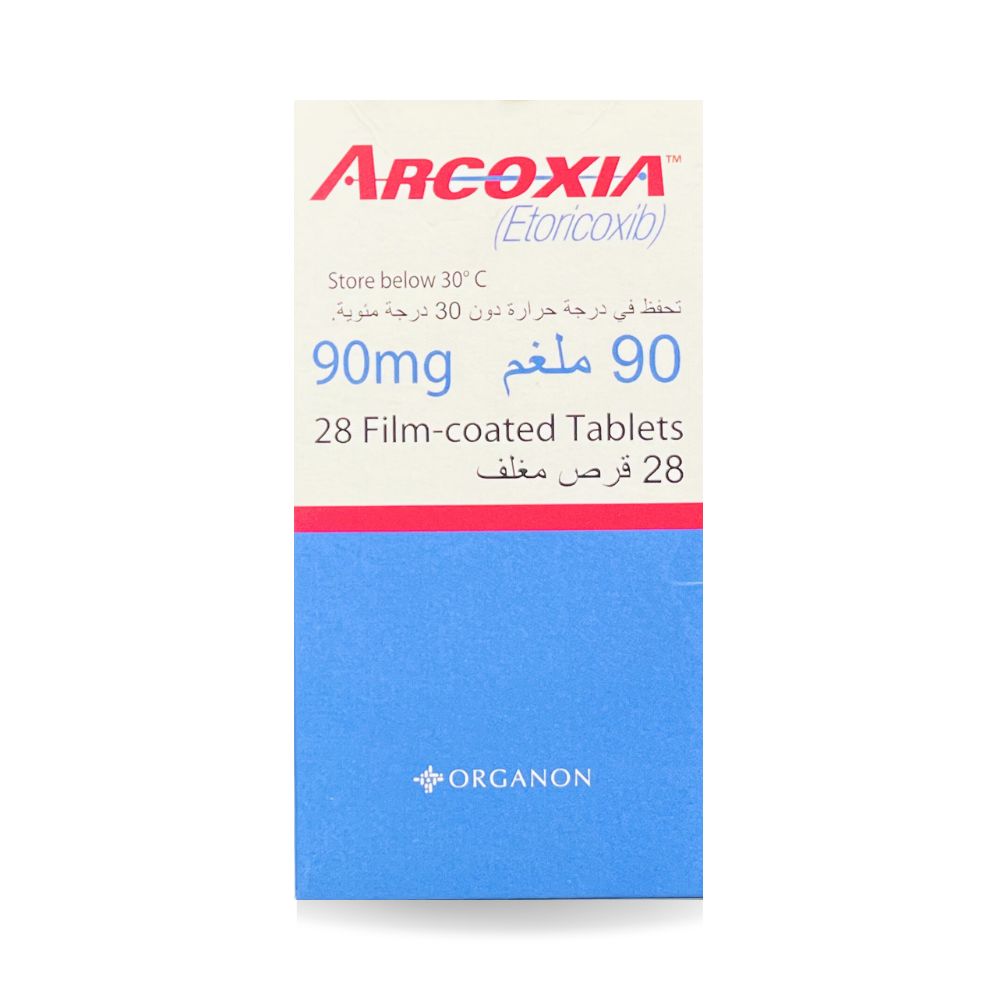 ARCOXIA™
(Etoricoxib)
Store below 30° C
تحفظ في درجة حرارة دون 30 درجة مئوية.
90mg 90 ملغم
28 Film-coated Tablets
28 قرص مغلف
ORGANON